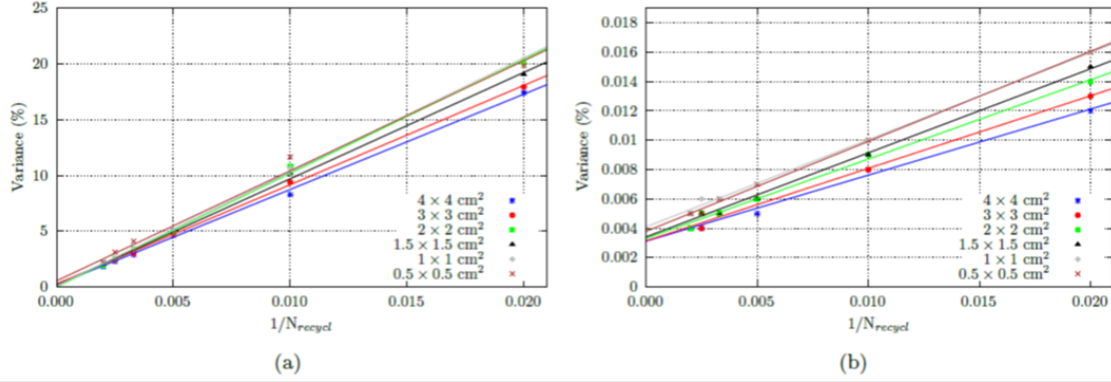 25
20
15
10
5
0
Variance (%)
0.000 0.005 0.010 0.015 0.020
1/N_recycl
4 × 4 cm²
3 × 3 cm²
2 × 2 cm²
1.5 × 1.5 cm²
1 × 1 cm²
0.5 × 0.5 cm²
(a)
0.018
0.016
0.014
0.012
0.010
0.008
0.006
0.004
0.002
0
Variance (%)
0.000 0.005 0.010 0.015 0.020
1/N_recycl
4 × 4 cm²
3 × 3 cm²
2 × 2 cm²
1.5 × 1.5 cm²
1 × 1 cm²
0.5 × 0.5 cm²
(b)